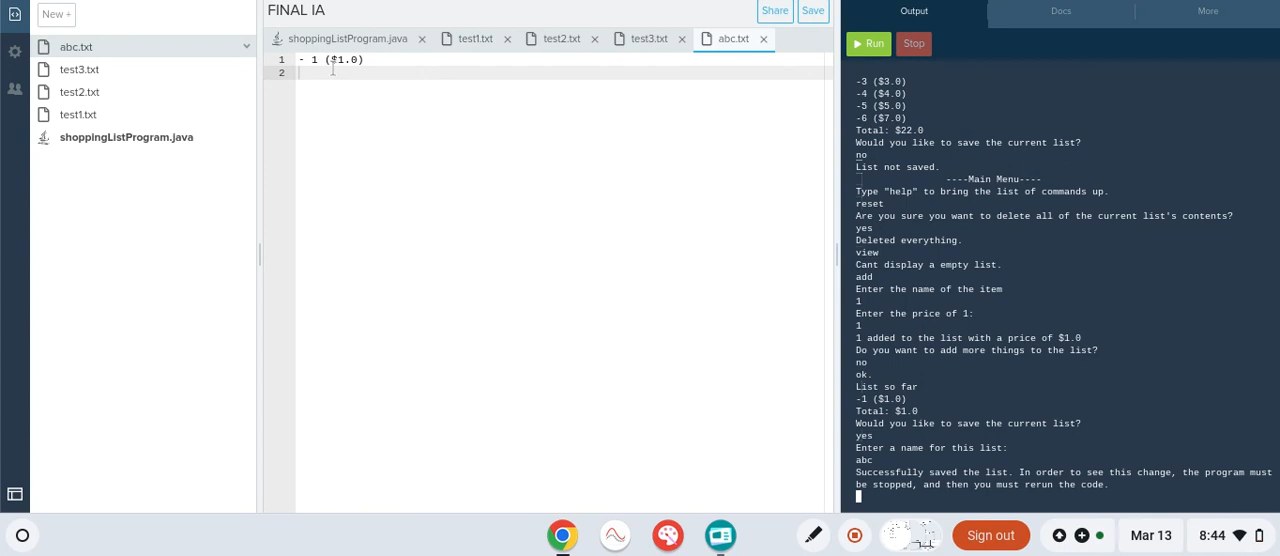 New +
abc.txt
test3.txt
test2.txt
test1.txt
shoppingListProgram.java
FINAL IA
Share
Save
shoppingListProgram.java
test1.txt
test2.txt
test3.txt
abc.txt
1 - 1 ($1.0)
2
Output
Docs
More
Run
Stop
-3 ($3.0)
-4 ($4.0)
-5 ($5.0)
-6 ($7.0)
Total: $22.0
Would you like to save the current list?
no
List not saved.
----Main Menu----
Type "help" to bring the list of commands up.
reset
Are you sure you want to delete all of the current list's contents?
yes
Deleted everything.
view
Cant display a empty list.
add
Enter the name of the item
1
Enter the price of 1:
1
1 added to the list with a price of $1.0
Do you want to add more things to the list?
no
ok.
List so far
-1 ($1.0)
Total: $1.0
Would you like to save the current list?
yes
Enter a name for this list:
abc
Successfully saved the list. In order to see this change, the program must
be stopped, and then you must rerun the code.
Sign out
Mar 13
8:44